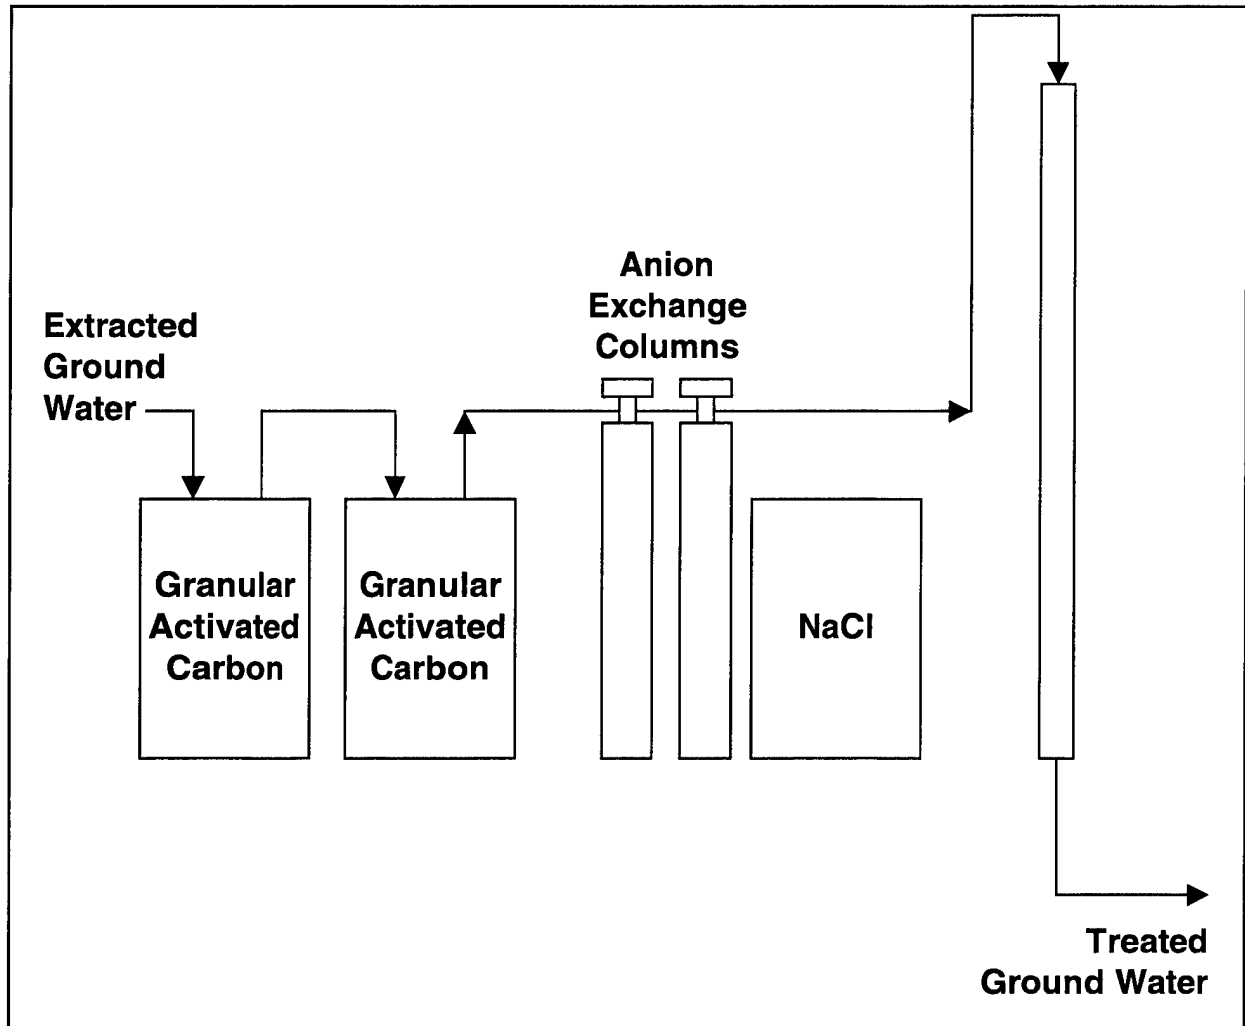 Anion
Exchange
Columns
Extracted
Ground
Water
Granular
Activated
Carbon
Granular
Activated
Carbon
NaCl
Treated
Ground Water